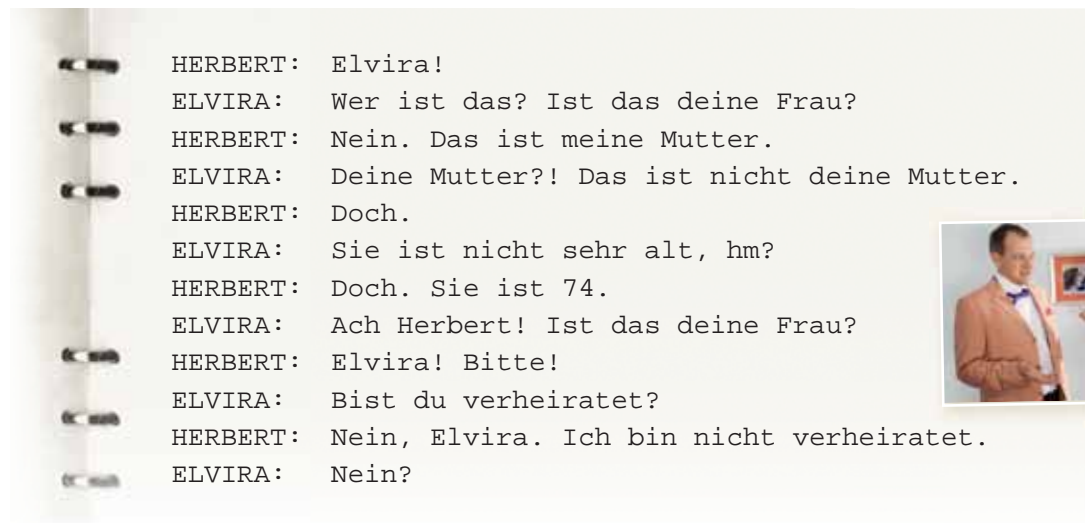 HERBERT: Elvira!
ELVIRA: Wer ist das? Ist das deine Frau?
HERBERT: Nein. Das ist meine Mutter.
ELVIRA: Deine Mutter?! Das ist nicht deine Mutter.
HERBERT: Doch.
ELVIRA: Sie ist nicht sehr alt, hm?
HERBERT: Doch. Sie ist 74.
ELVIRA: Ach Herbert! Ist das deine Frau?
HERBERT: Elvira! Bitte!
ELVIRA: Bist du verheiratet?
HERBERT: Nein, Elvira. Ich bin nicht verheiratet.
ELVIRA: Nein?